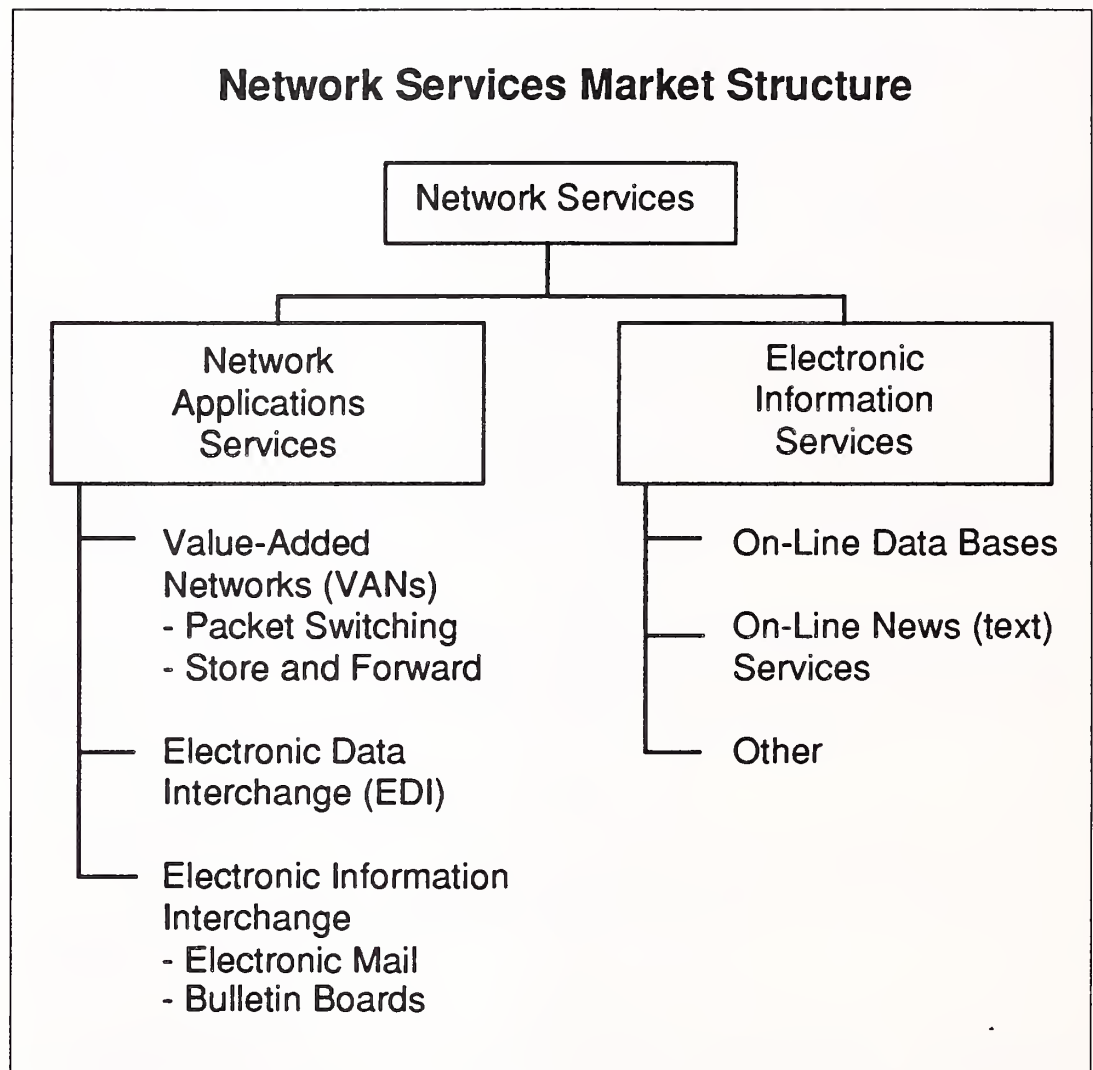 Network Services Market Structure
Network Services
Network
Applications
Services
Value-Added
Networks (VANs)
- Packet Switching
- Store and Forward
Electronic Data
Interchange (EDI)
Electronic Information
Interchange
- Electronic Mail
- Bulletin Boards
Electronic
Information
Services
On-Line Data Bases
On-Line News (text)
Services
Other